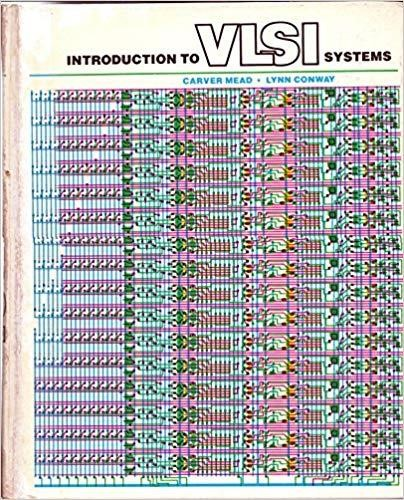 INTRODUCTION TO VLSI SYSTEMS
CARVER MEAD • LYNN CONWAY